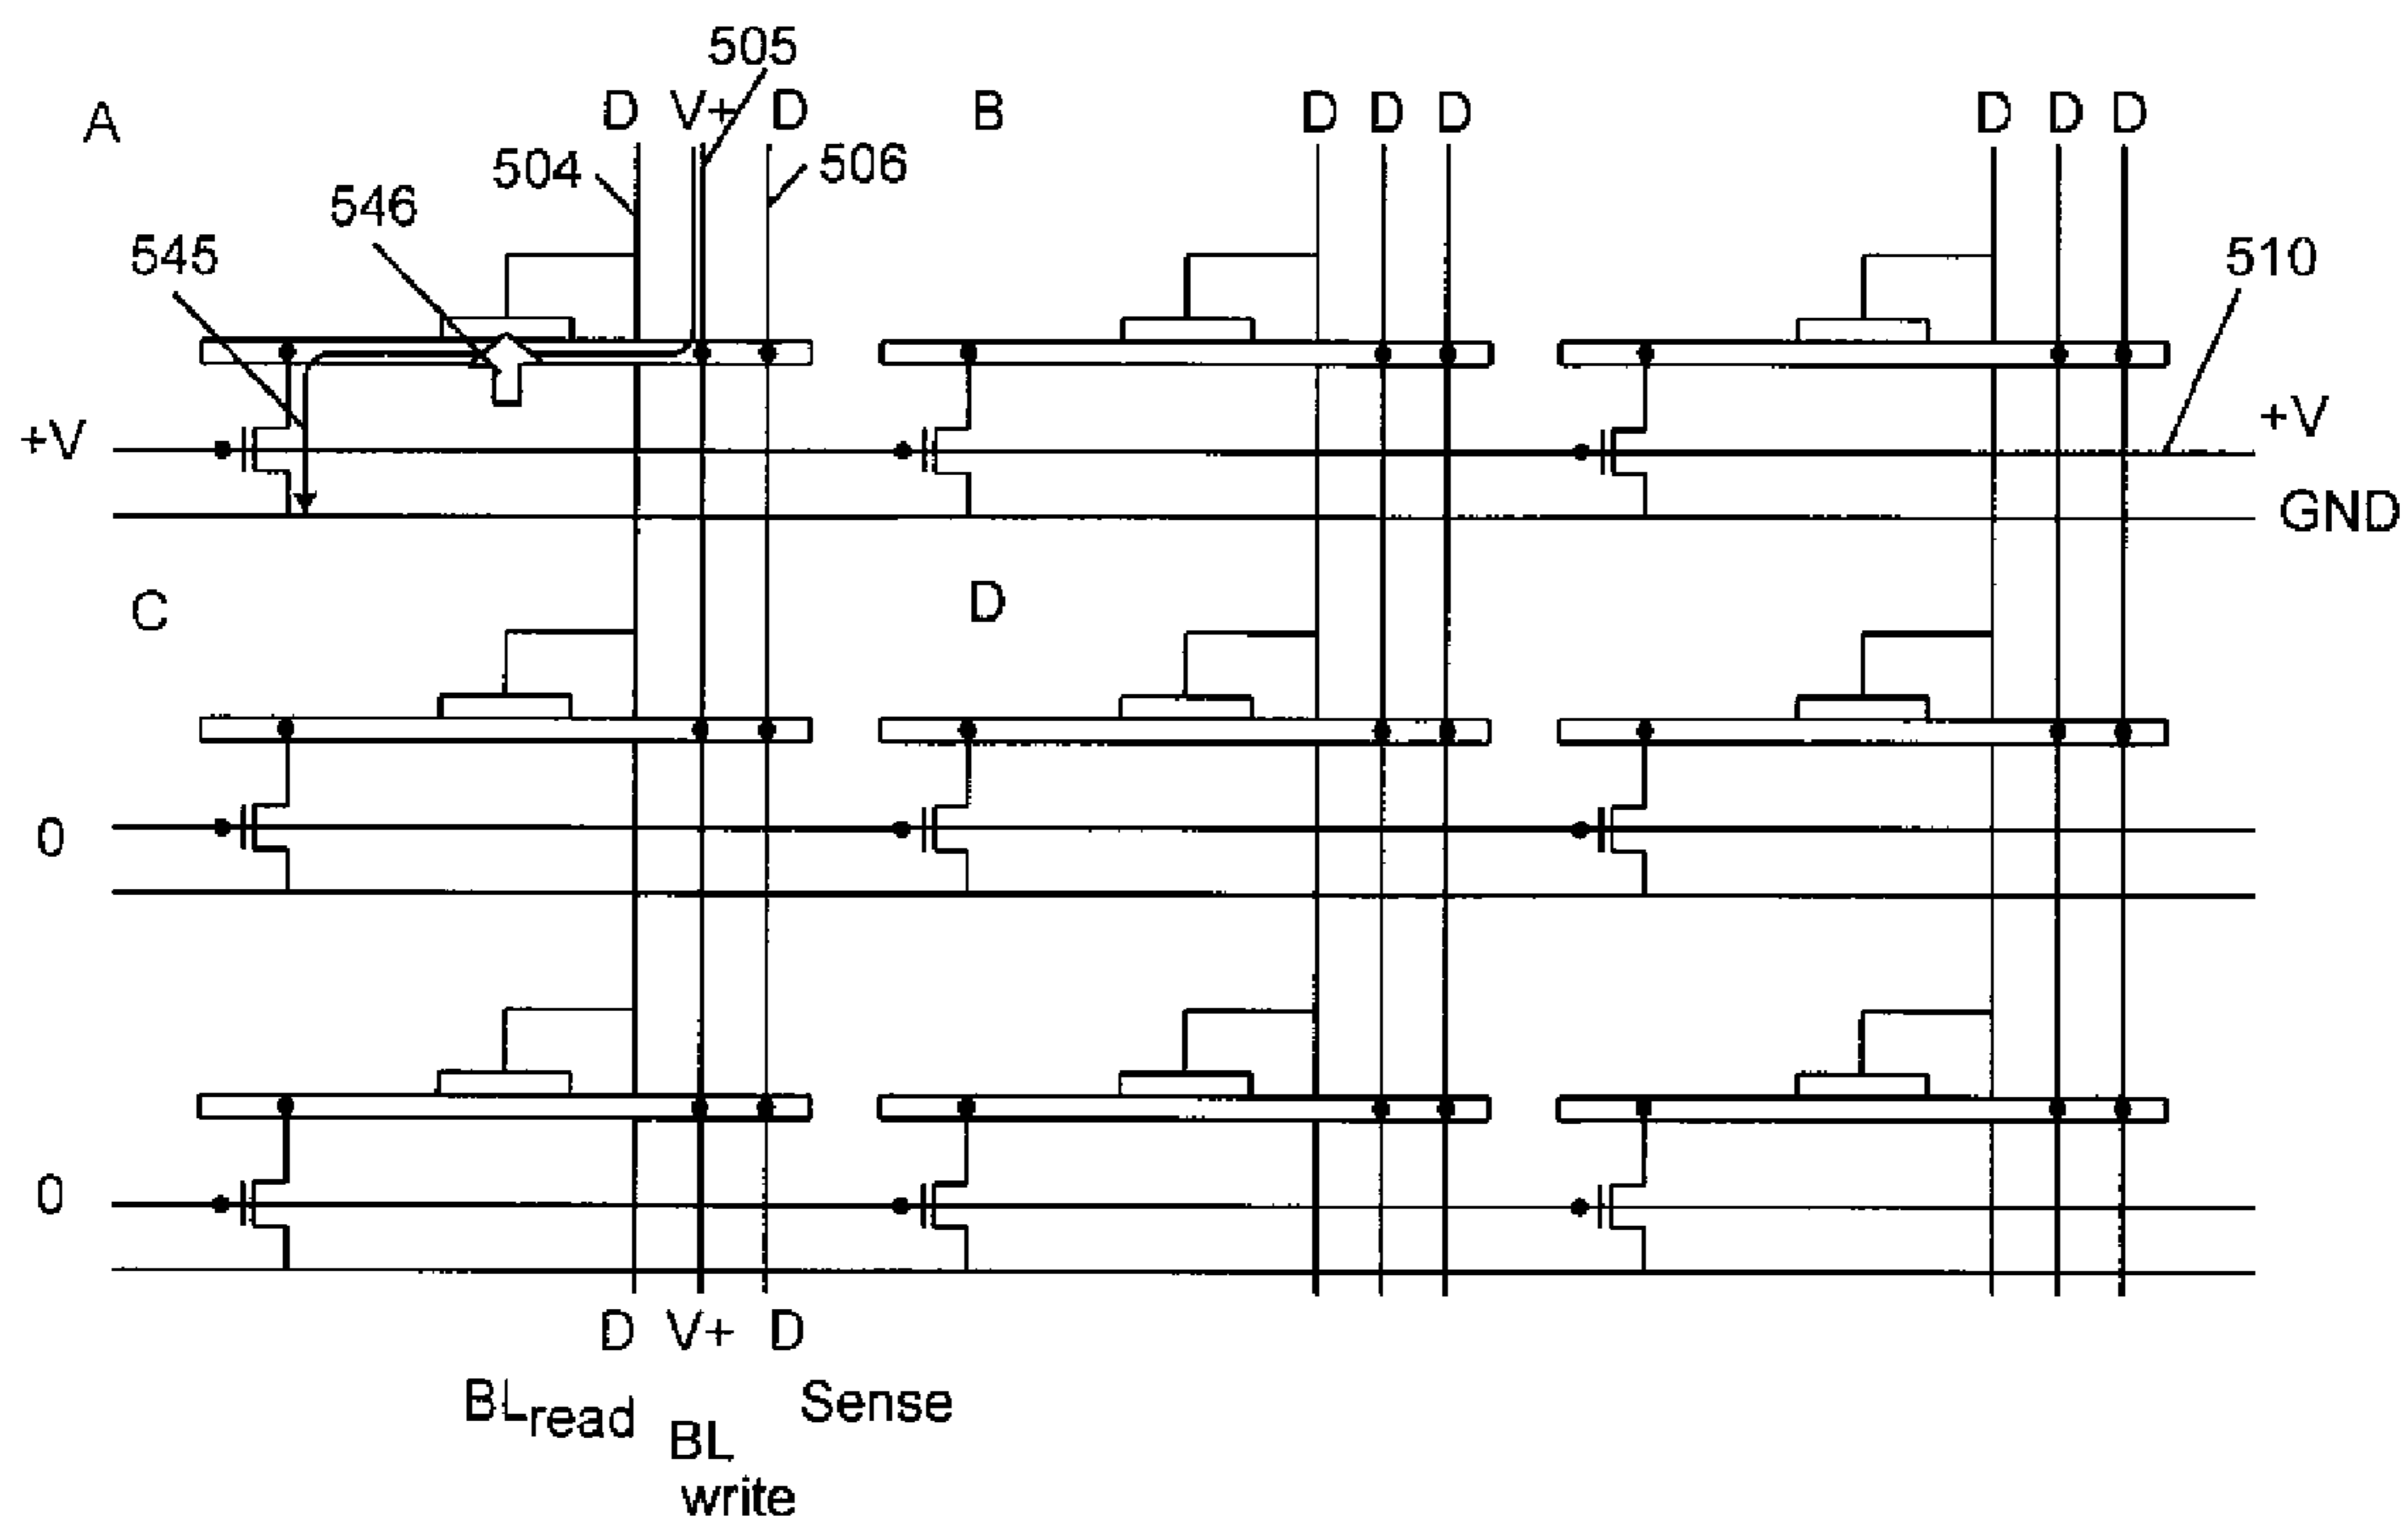 505
A D V+ D B D D D D D D
504 506
546
545 510
+V +V
GND
C D
0
0
D V+ D
BLread Sense
BL
write